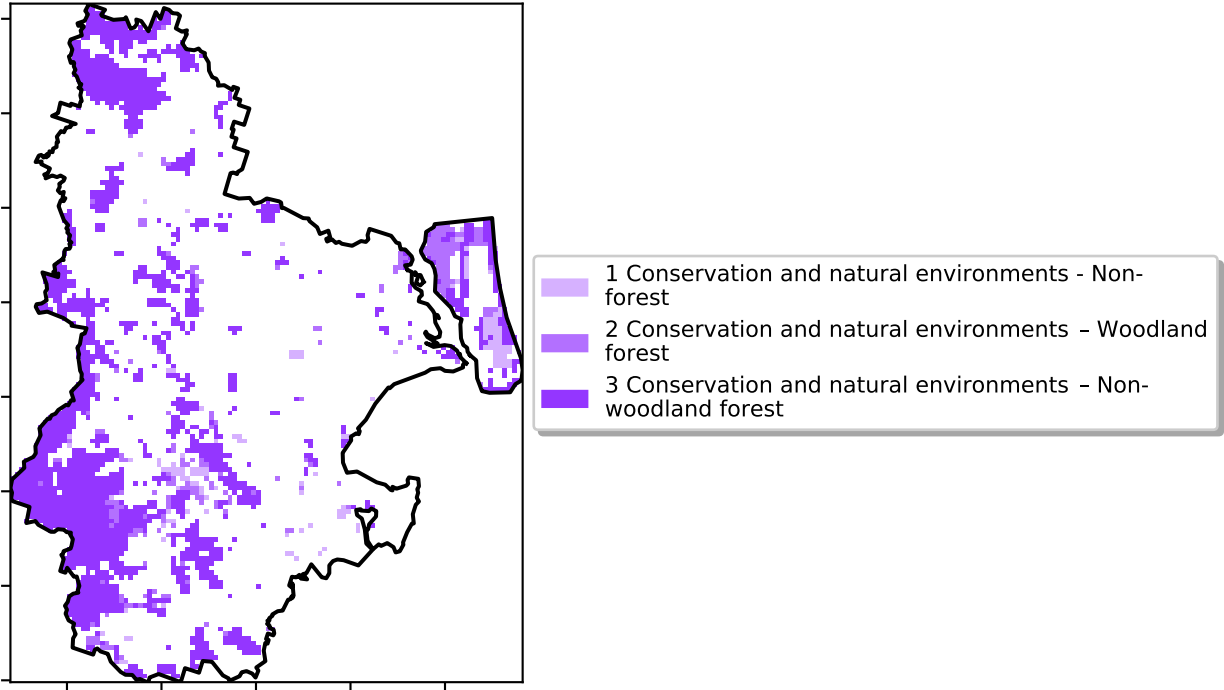 1 Conservation and natural environments - Non-
forest
2 Conservation and natural environments – Woodland
forest
3 Conservation and natural environments – Non-
woodland forest